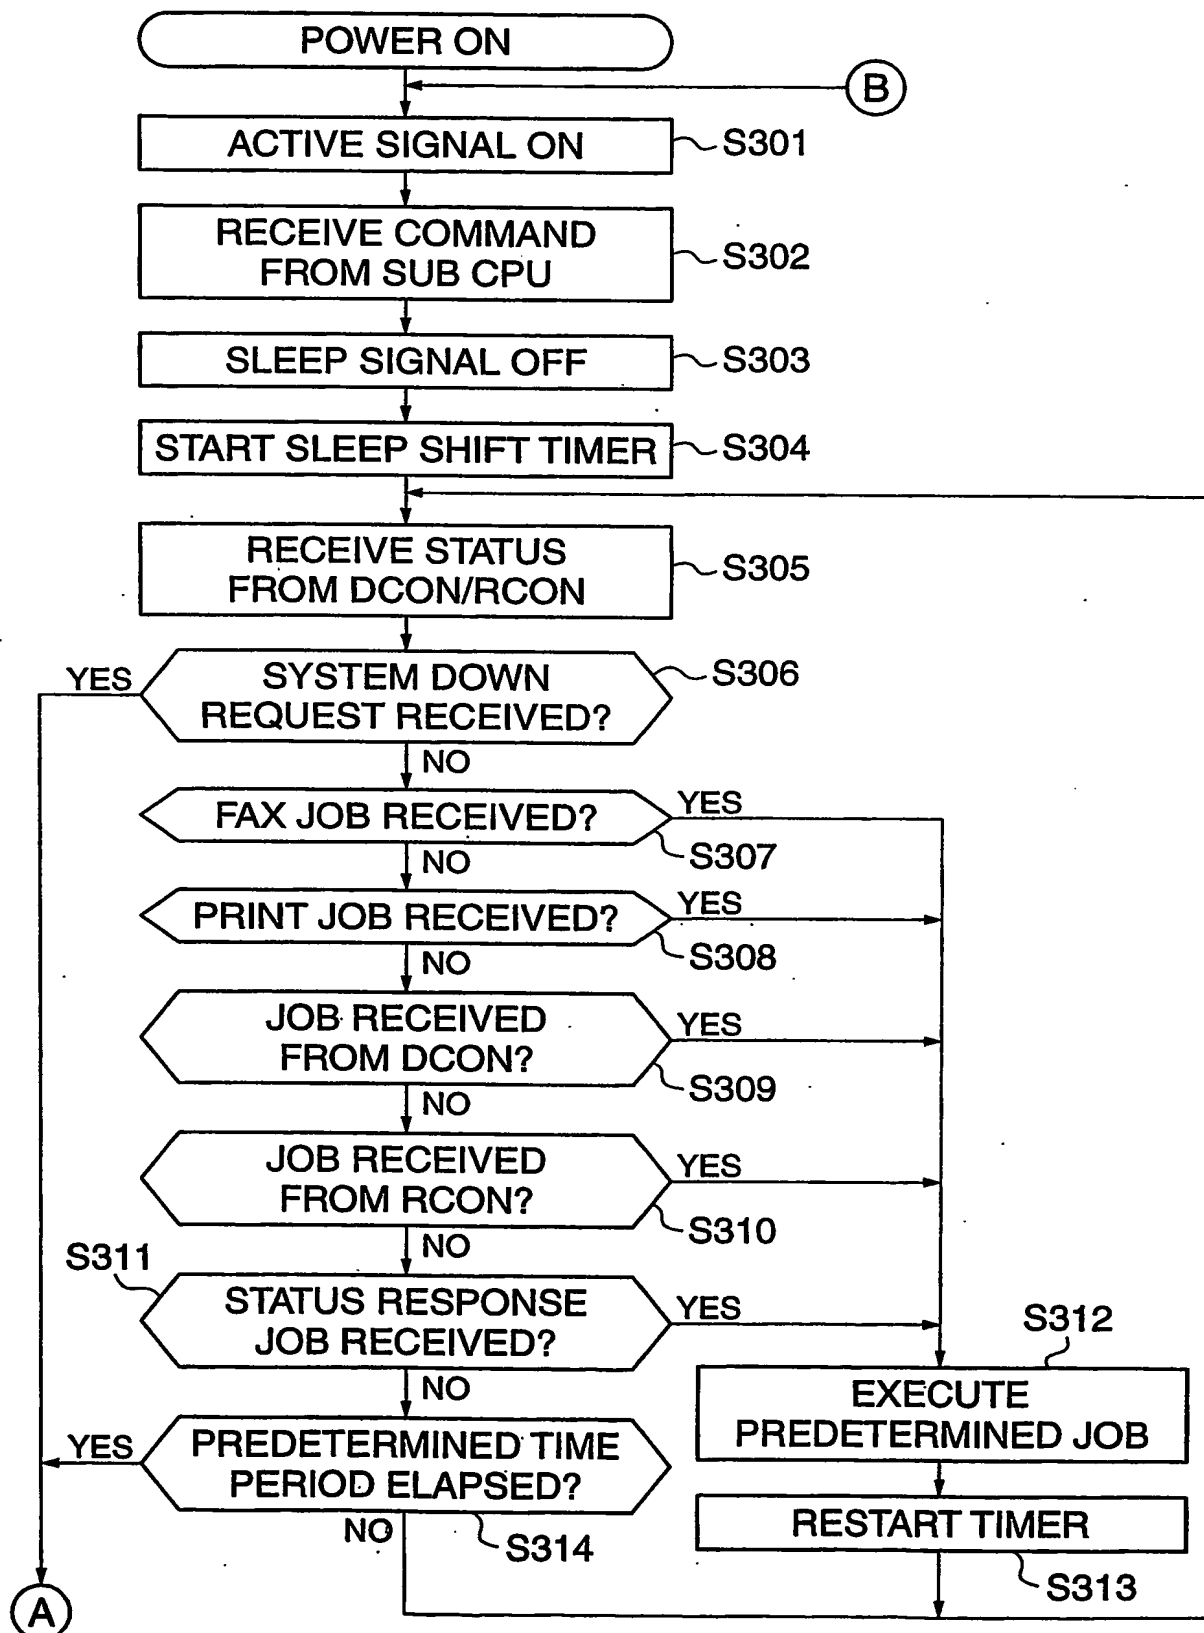 POWER ON
B
ACTIVE SIGNAL ON
S301
RECEIVE COMMAND
FROM SUB CPU
S302
SLEEP SIGNAL OFF
S303
START SLEEP SHIFT TIMER
S304
RECEIVE STATUS
FROM DCON/RCON
S305
YES
SYSTEM DOWN
REQUEST RECEIVED?
S306
NO
FAX JOB RECEIVED?
YES
S307
NO
PRINT JOB RECEIVED?
YES
S308
NO
JOB RECEIVED
FROM DCON?
YES
S309
NO
JOB RECEIVED
FROM RCON?
YES
S310
NO
S311
STATUS RESPONSE
JOB RECEIVED?
YES
NO
S312
EXECUTE
PREDETERMINED JOB
YES
PREDETERMINED TIME
PERIOD ELAPSED?
NO
S314
RESTART TIMER
S313
A